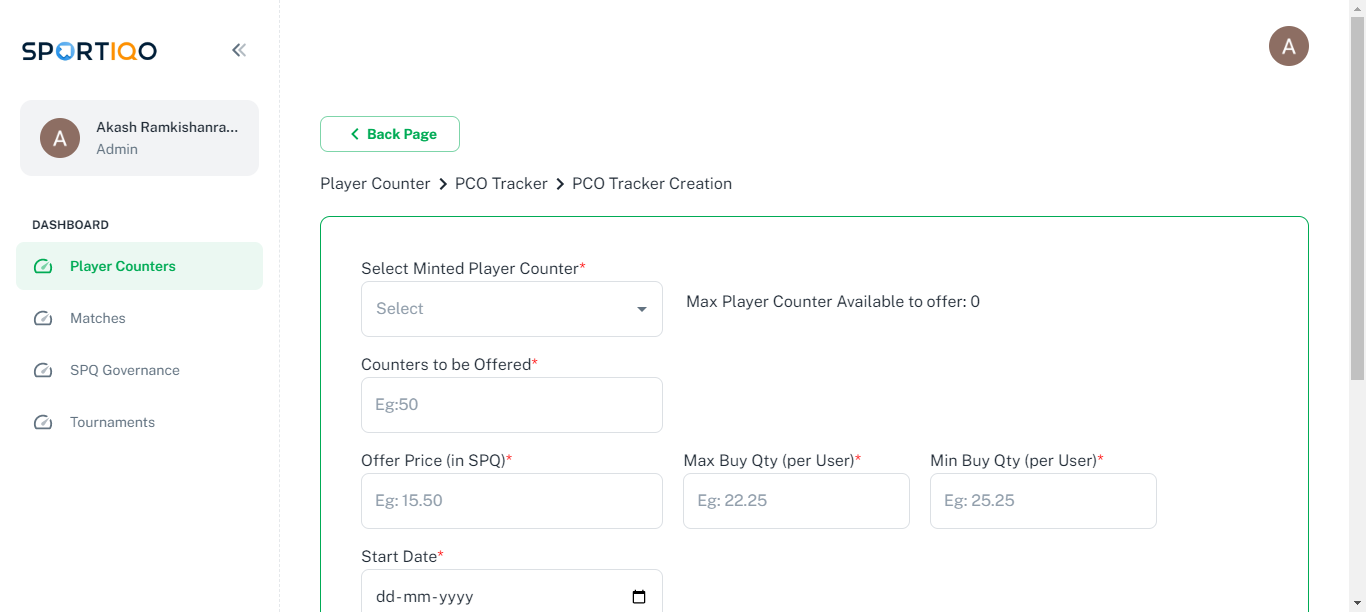 SPORTIQO
A
A
Akash Ramkishanra...
Admin
Back Page
Player Counter PCO Tracker PCO Tracker Creation
DASHBOARD
Player Counters
Matches
SPQ Governance
Tournaments
Select Minted Player Counter*
Select
Max Player Counter Available to offer: 0
Counters to be Offered*
Eg:50
Offer Price (in SPQ)* Max Buy Qty (per User)* Min Buy Qty (per User)*
Eg: 15.50 Eg: 22.25 Eg: 25.25
Start Date*
dd-mm-yyyy